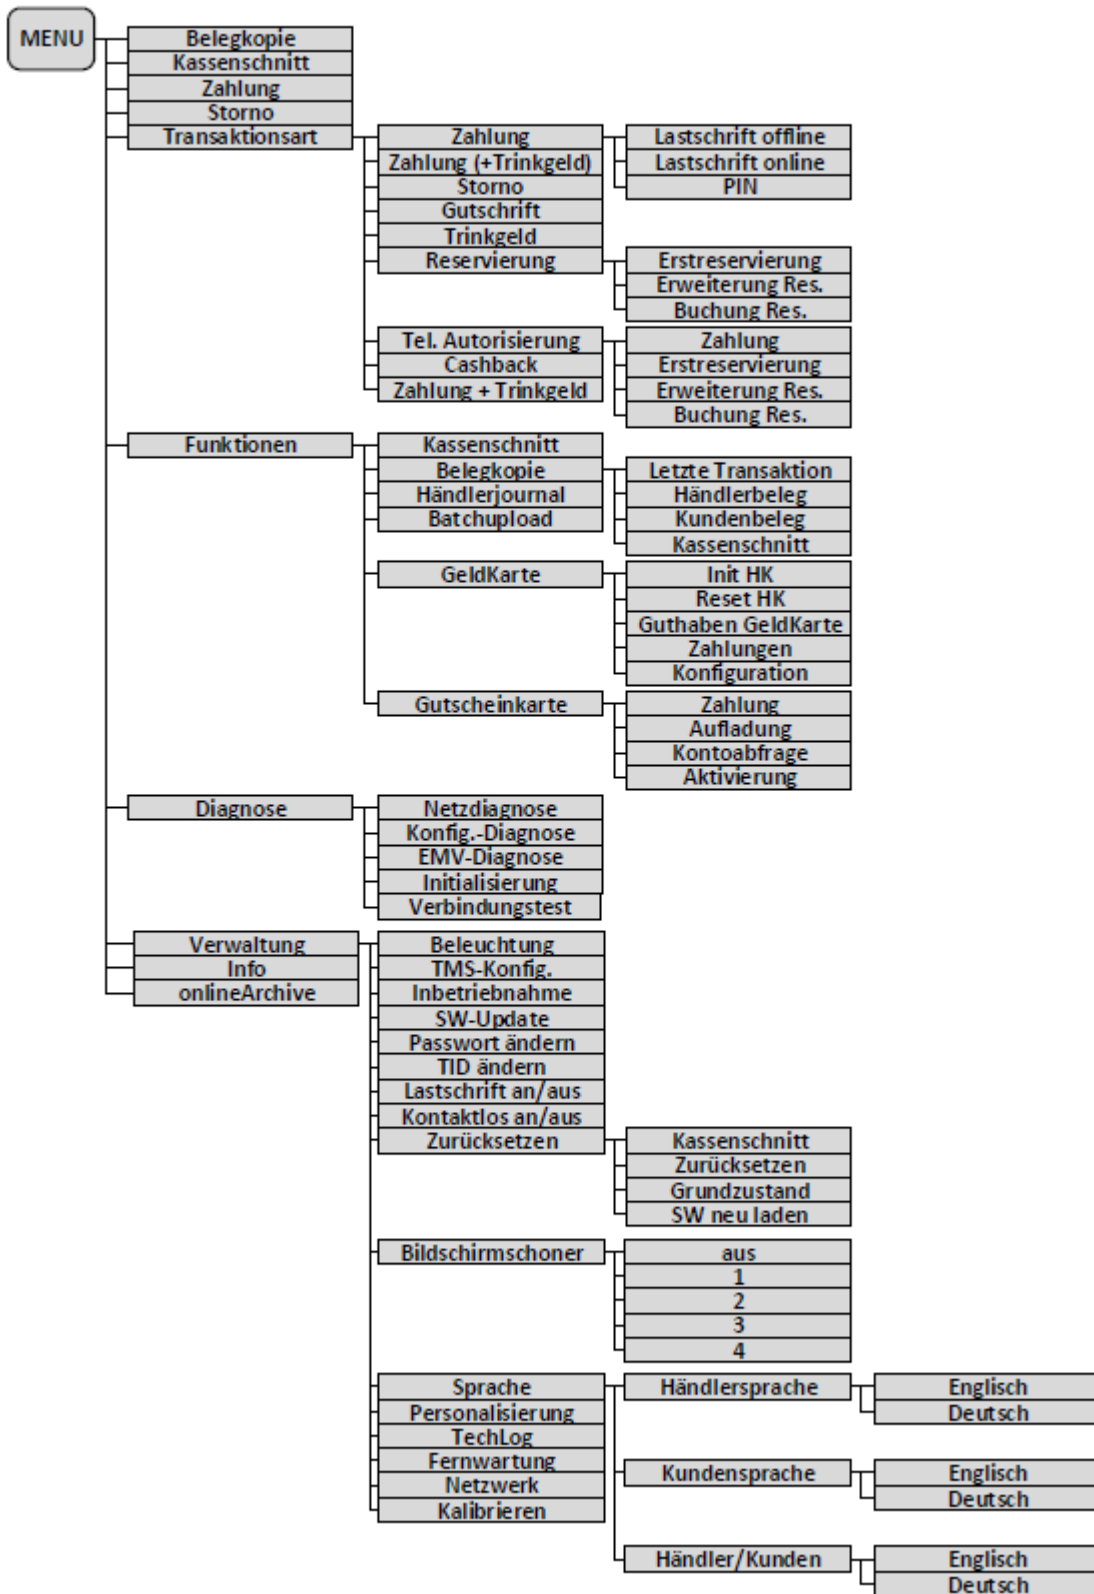 MENU
Belegkopie
Kassenschnitt
Zahlung
Storno
Transaktionsart
Zahlung
Lastschrift offline
Zahlung (+Trinkgeld)
Lastschrift online
Storno
PIN
Gutschrift
Trinkgeld
Reservierung
Erstreservierung
Erweiterung Res.
Buchung Res.
Tel. Autorisierung
Zahlung
Cashback
Erstreservierung
Zahlung + Trinkgeld
Erweiterung Res.
Buchung Res.
Funktionen
Kassenschnitt
Belegkopie
Letzte Transaktion
Händlerjournal
Händlerbeleg
Batchupload
Kundenbeleg
Kassenschnitt
GeldKarte
Init HK
Reset HK
Guthaben GeldKarte
Zahlungen
Konfiguration
Gutscheinkarte
Zahlung
Aufladung
Kontoabfrage
Aktivierung
Diagnose
Netzdiagnose
Konfig.-Diagnose
EMV-Diagnose
Initialisierung
Verbindungstest
Verwaltung
Beleuchtung
Info
TMS-Konfig.
onlineArchive
Inbetriebnahme
SW-Update
Passwort ändern
TID ändern
Lastschrift an/aus
Kontaktlos an/aus
Zurücksetzen
Kassenschnitt
Zurücksetzen
Grundzustand
SW neu laden
Bildschirmschoner
aus
1
2
3
4
Sprache
Händlersprache
Englisch
Personalisierung
Deutsch
TechLog
Fernwartung
Kundensprache
Englisch
Netzwerk
Deutsch
Kalibrieren
Händler/Kunden
Englisch
Deutsch